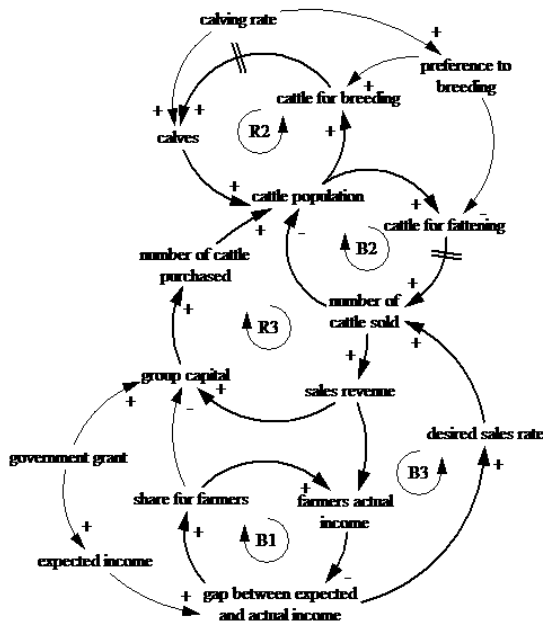 calving rate
+
preference to
breeding
cattle for breeding
+
+
+
calves
R2
+
+
cattle population
+
+
-
+
-
cattle for fattening
number of cattle
purchased
B2
+
number of
cattle sold
+
R3
+
+
group capital
+
sales revenue
+
-
desired sales rate
government grant
share for farmers
+
farmers actual
income
B3
+
+
B1
+
expected income
-
+
gap between expected
and actual income